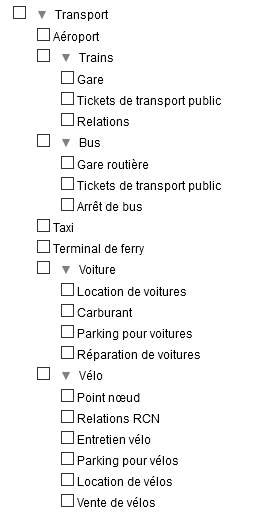 Transport
Aéroport
Trains
Gare
Tickets de transport public
Relations
Bus
Gare routière
Tickets de transport public
Arrêt de bus
Taxi
Terminal de ferry
Voiture
Location de voitures
Carburant
Parking pour voitures
Réparation de voitures
Vélo
Point nœud
Relations RCN
Entretien vélo
Parking pour vélos
Location de vélos
Vente de vélos